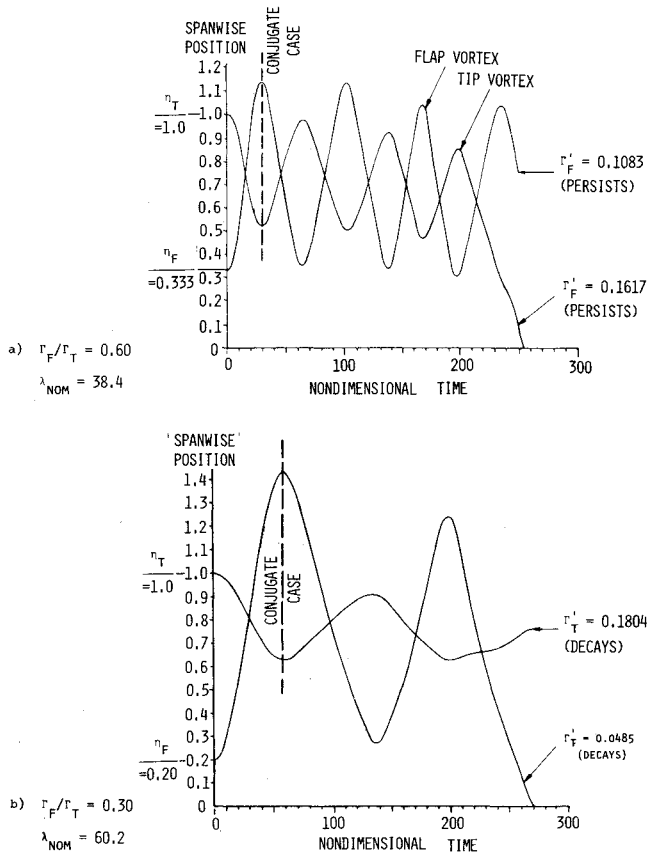 SPANWISE
POSITION
CONJUGATE
CASE
FLAP VORTEX
TIP VORTEX
1.2
1.1
η_T
=1.0
1.0
0.9
0.8
0.7
0.6
0.5
0.4
η_F
=0.333
0.3
0.2
0.1
0
0
100
200
300
NONDIMENSIONAL TIME
Γ'_F = 0.1083
(PERSISTS)
Γ'_F = 0.1617
(PERSISTS)
a) Γ_F/Γ_T = 0.60
λ_NOM = 38.4
'SPANWISE'
POSITION
CONJUGATE
CASE
1.4
1.3
1.2
1.1
η_T
=1.0
1.0
0.9
0.8
0.7
0.6
0.5
0.4
0.3
η_F
=0.20
0.2
0.1
0
0
100
200
300
NONDIMENSIONAL TIME
Γ'_T = 0.1804
(DECAYS)
Γ'_T = 0.0485
(DECAYS)
b) Γ_F/Γ_T = 0.30
λ_NOM = 60.2